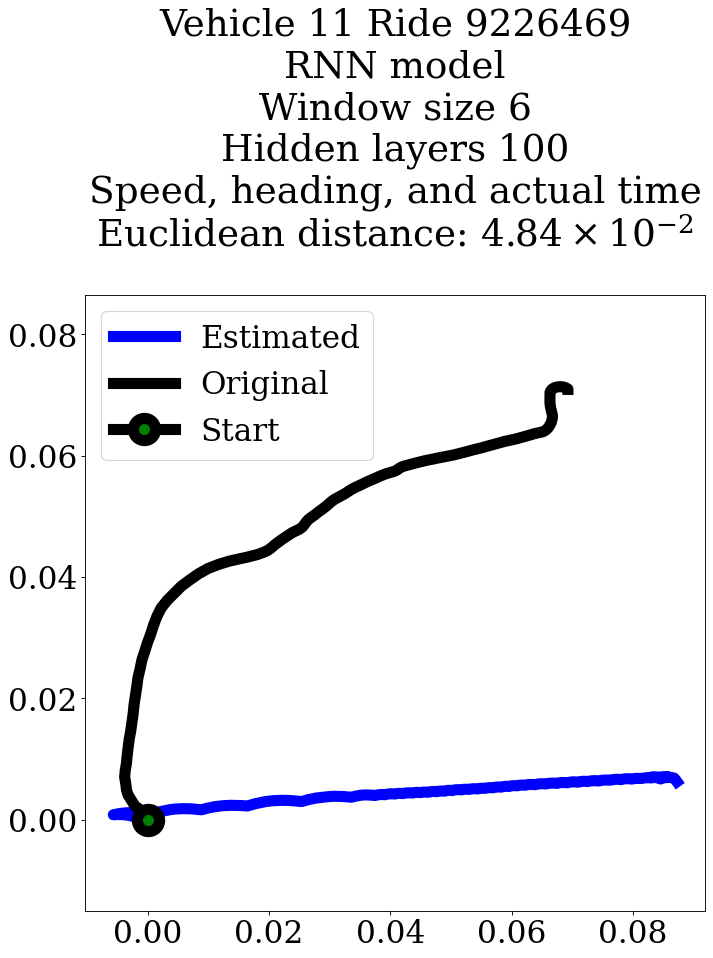 Vehicle 11 Ride 9226469
RNN model
Window size 6
Hidden layers 100
Speed, heading, and actual time
Euclidean distance: 4.84 × 10⁻²
Estimated
Original
Start
0.08
0.06
0.04
0.02
0.00
0.00 0.02 0.04 0.06 0.08